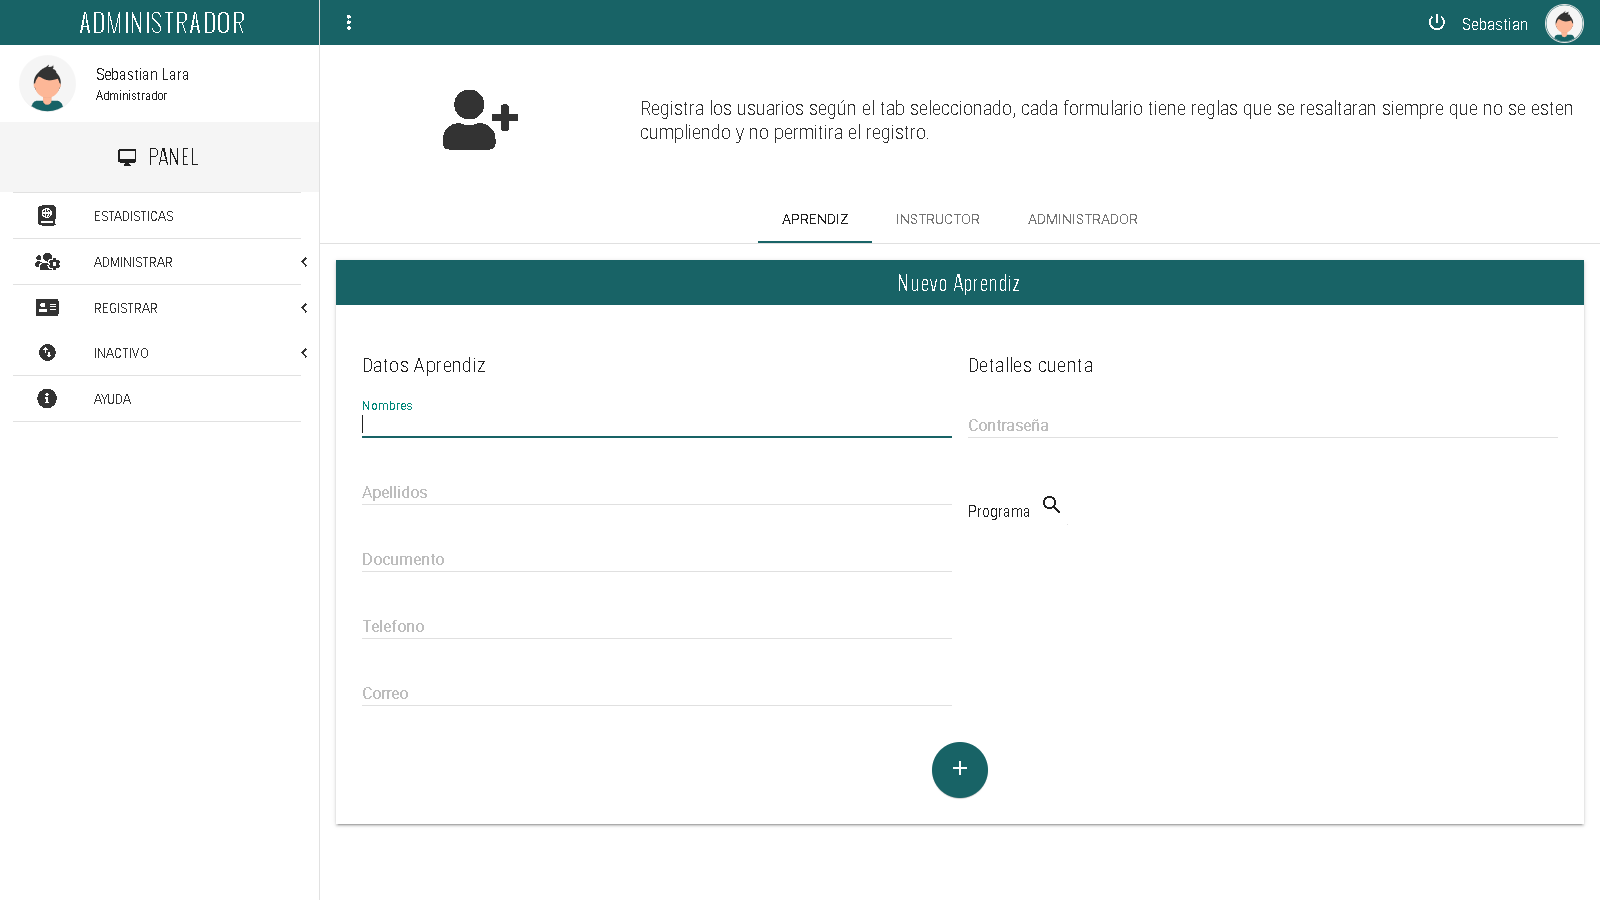 ADMINISTRADOR
Sebastian
Sebastian Lara
Administrador
PANEL
ESTADISTICAS
ADMINISTRAR
REGISTRAR
INACTIVO
AYUDA
Registra los usuarios según el tab seleccionado, cada formulario tiene reglas que se resaltaran siempre que no se esten
cumpliendo y no permitira el registro.
APRENDIZ INSTRUCTOR ADMINISTRADOR
Nuevo Aprendiz
Datos Aprendiz
Nombres
Apellidos
Documento
Telefono
Correo
Detalles cuenta
Contraseña
Programa